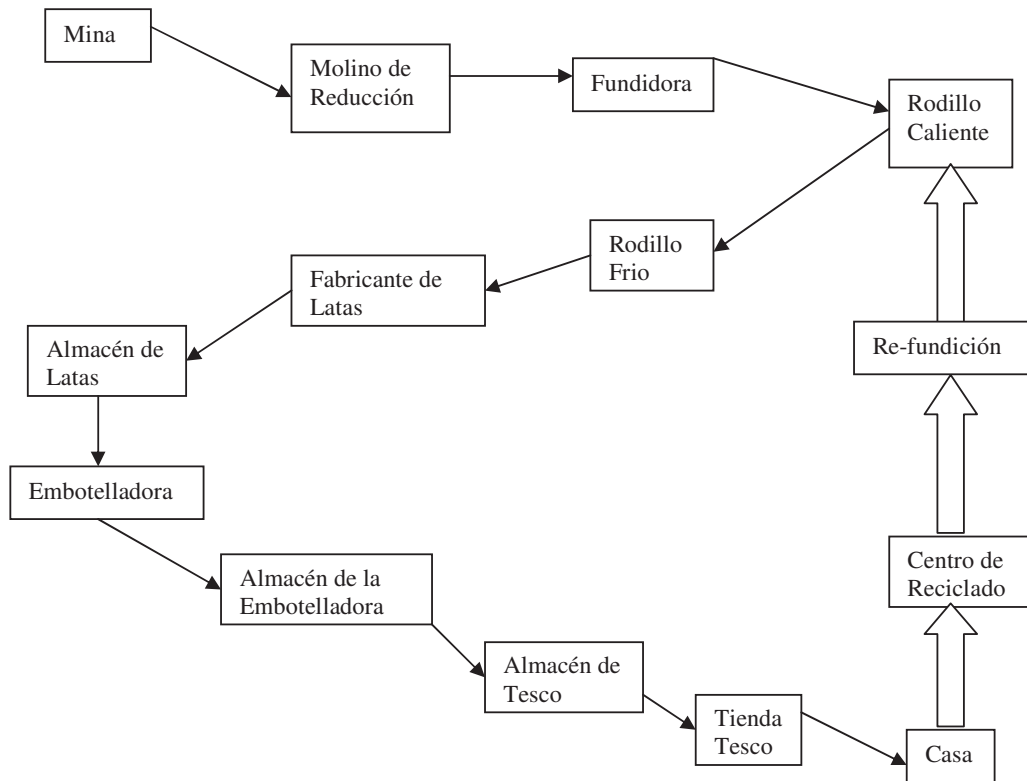 Mina
Molino de
Reducción
Fundidora
Rodillo
Caliente
Rodillo
Frio
Fabricante de
Latas
Almacén de
Latas
Embotelladora
Almacén de la
Embotelladora
Almacén de
Tesco
Tienda
Tesco
Casa
Centro de
Reciclado
Re-fundición